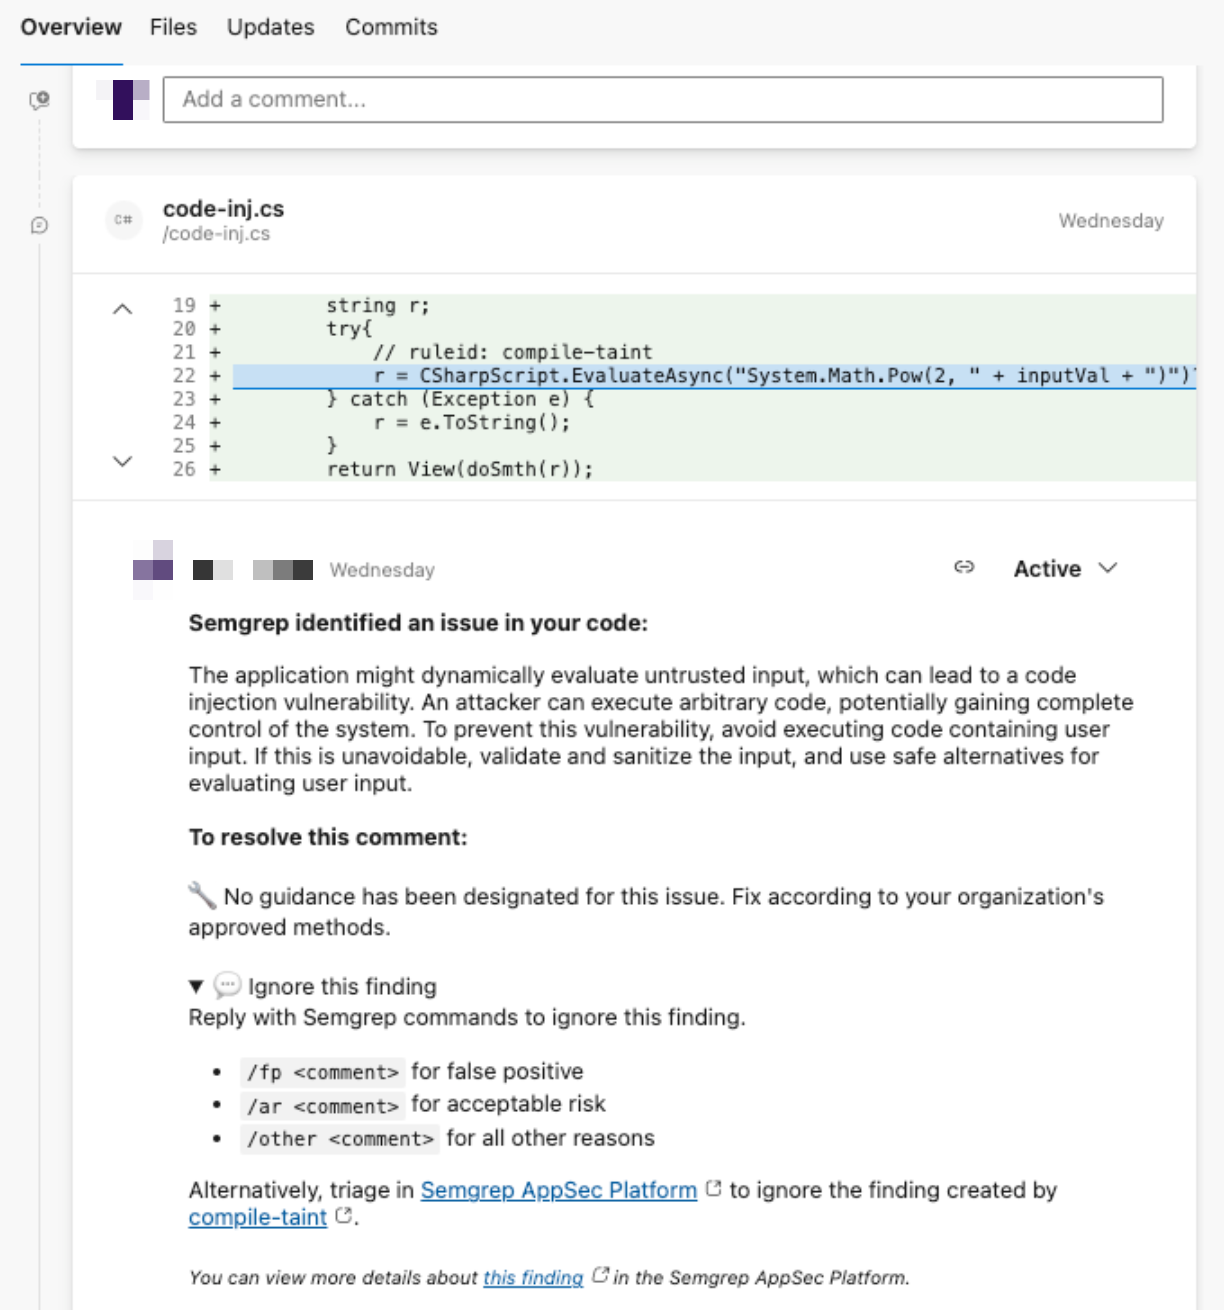 Overview Files Updates Commits
Add a comment...
C#
code-inj.cs
/code-inj.cs
Wednesday
19 + string r;
20 + try{
21 + // ruleid: compile-taint
22 + r = CSharpScript.EvaluateAsync("System.Math.Pow(2, " + inputVal + ")")
23 + } catch (Exception e) {
24 + r = e.ToString();
25 + }
26 + return View(doSmth(r));
Wednesday
Active
Semgrep identified an issue in your code:
The application might dynamically evaluate untrusted input, which can lead to a code
injection vulnerability. An attacker can execute arbitrary code, potentially gaining complete
control of the system. To prevent this vulnerability, avoid executing code containing user
input. If this is unavoidable, validate and sanitize the input, and use safe alternatives for
evaluating user input.
To resolve this comment:
🔧 No guidance has been designated for this issue. Fix according to your organization's
approved methods.
▼ 💬 Ignore this finding
Reply with Semgrep commands to ignore this finding.
• /fp <comment> for false positive
• /ar <comment> for acceptable risk
• /other <comment> for all other reasons
Alternatively, triage in Semgrep AppSec Platform to ignore the finding created by
compile-taint.
You can view more details about this finding in the Semgrep AppSec Platform.